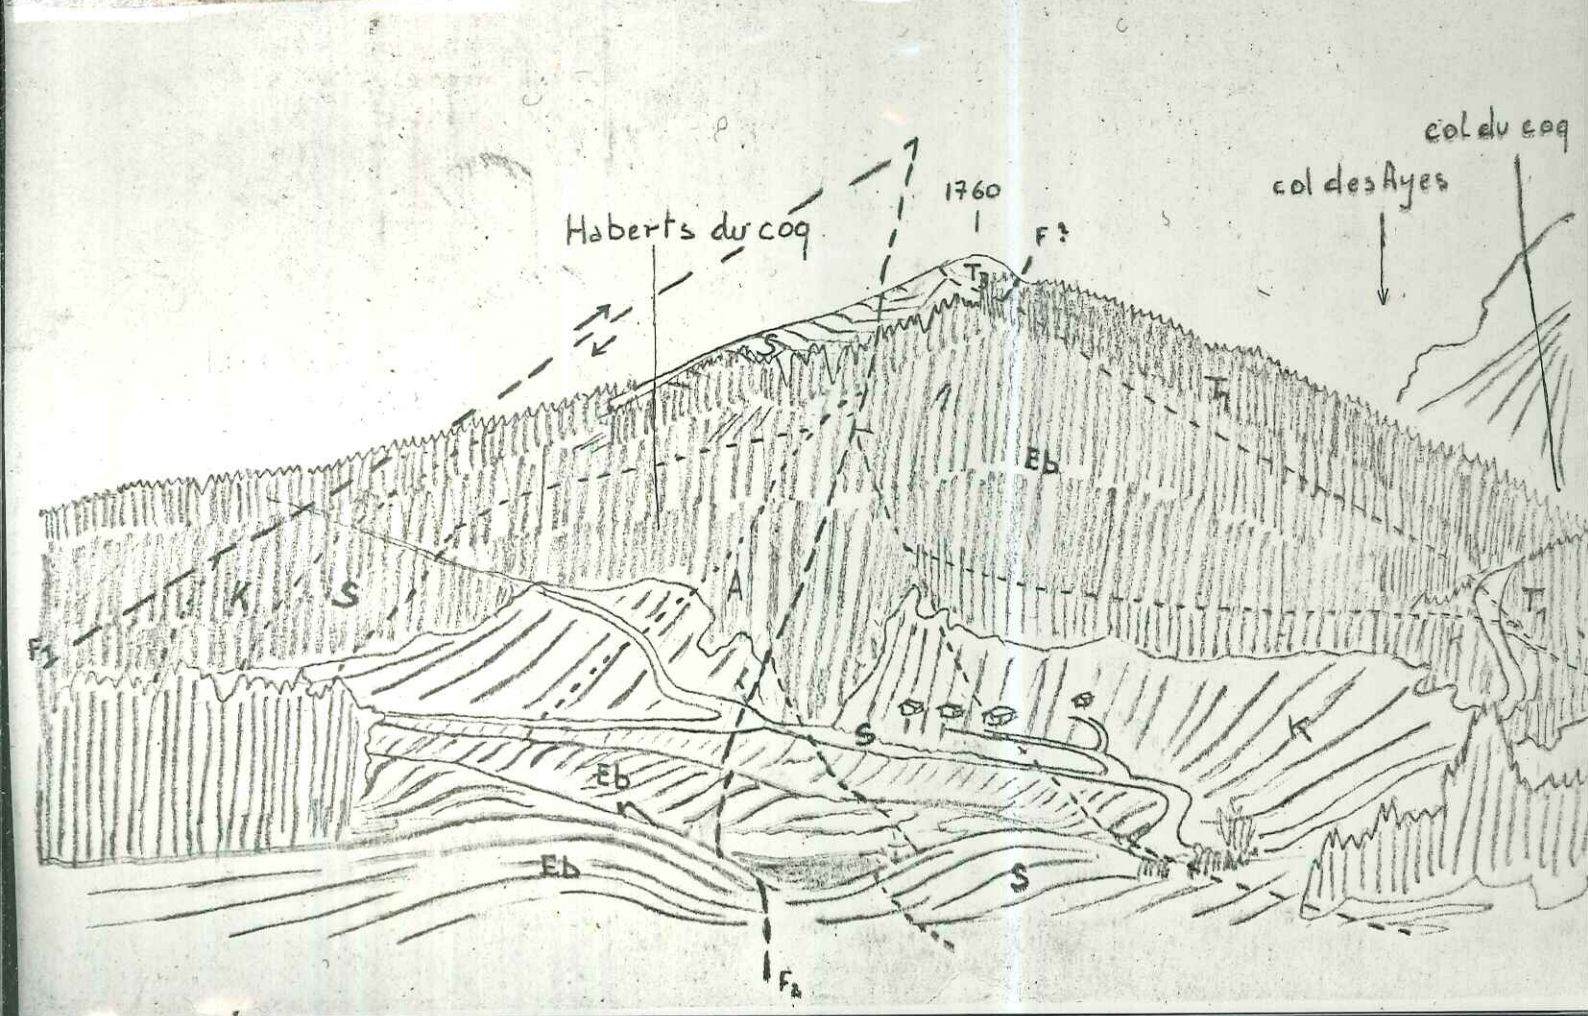 col du coq
col des Ayes
1760
Haberts du coq
F?
T3
S
T1
Eb
A
K
S
T1
F1
S
K
Eb
Eb
S
F2